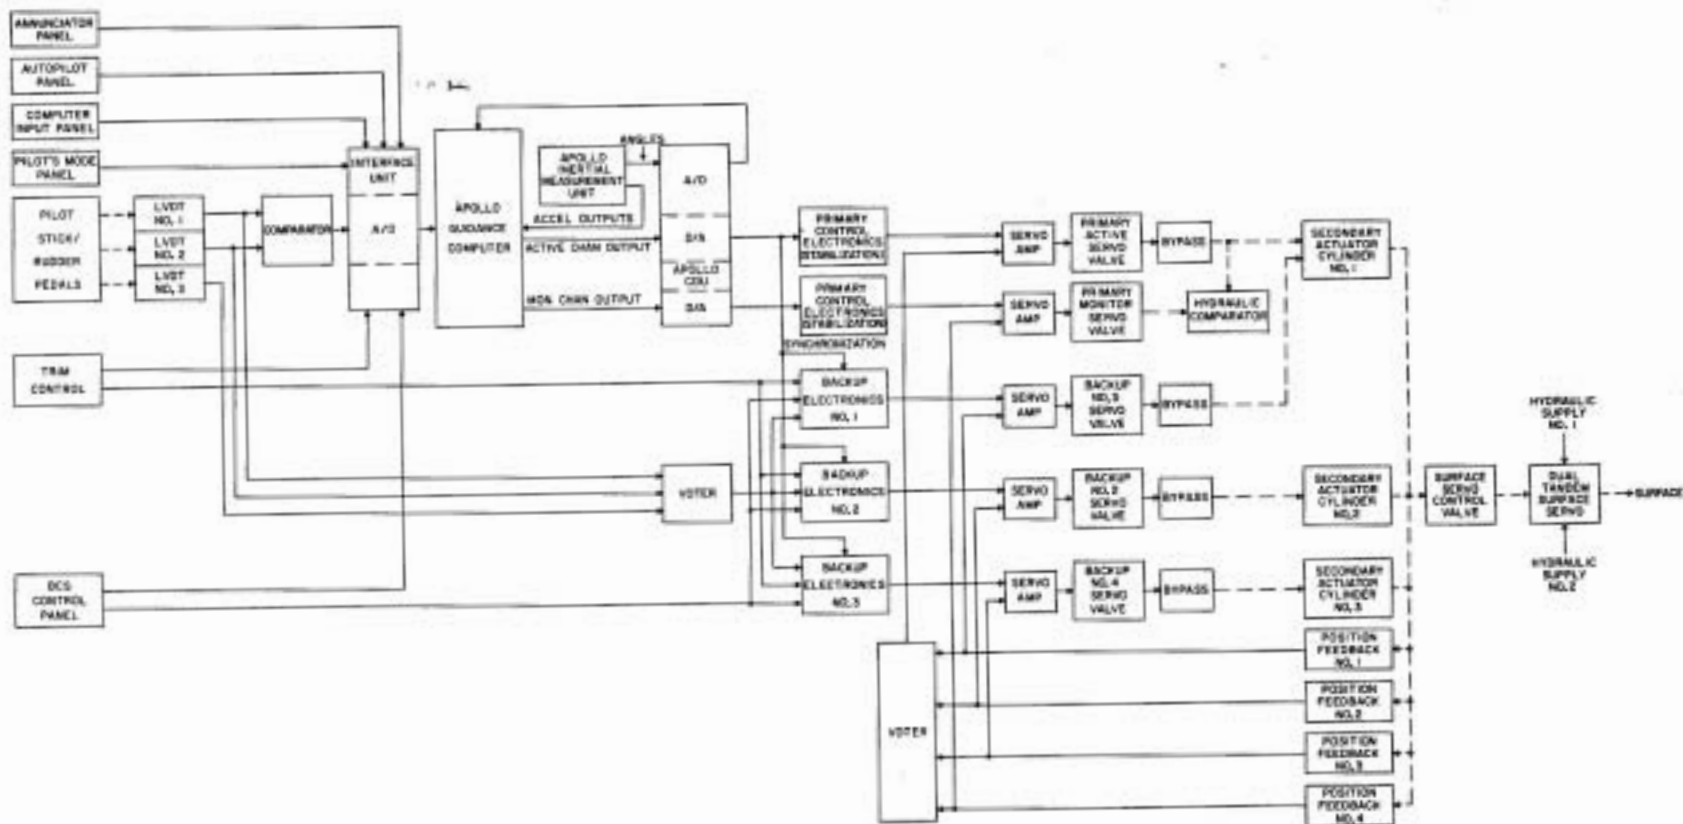 ANNUNCIATOR
PANEL
AUTOPILOT
PANEL
COMPUTER
INPUT PANEL
PILOT'S MODE
PANEL
PILOT
STICK/
RUDDER
PEDALS
LVDT
NO. 1
LVDT
NO. 2
LVDT
NO. 3
COMPARATOR
INTERFACE
UNIT
A/D
TRIM
CONTROL
BCS
CONTROL
PANEL
APOLLO
GUIDANCE
COMPUTER
APOLLO
INERTIAL
MEASUREMENT
UNIT
ANGLES
ACCEL OUTPUTS
ACTIVE CHAN OUTPUT
MON CHAN OUTPUT
A/D
D/A
APOLLO
CDU
D/A
PRIMARY
CONTROL
ELECTRONICS
(STABILIZATION)
PRIMARY
CONTROL
ELECTRONICS
(STABILIZATION)
SYNCHRONIZATION
BACKUP
ELECTRONICS
NO. 1
VOTER
BACKUP
ELECTRONICS
NO. 2
BACKUP
ELECTRONICS
NO. 3
SERVO
AMP
PRIMARY
ACTIVE
SERVO
VALVE
BYPASS
SECONDARY
ACTUATOR
CYLINDER
NO. 1
SERVO
AMP
PRIMARY
MONITOR
SERVO
VALVE
HYDRAULIC
COMPARATOR
SERVO
AMP
BACKUP
NO. 3
SERVO
VALVE
BYPASS
SERVO
AMP
BACKUP
NO. 2
SERVO
VALVE
BYPASS
SECONDARY
ACTUATOR
CYLINDER
NO. 2
SERVO
AMP
BACKUP
NO. 4
SERVO
VALVE
BYPASS
SECONDARY
ACTUATOR
CYLINDER
NO. 3
SURFACE
SERVO
CONTROL
VALVE
HYDRAULIC
SUPPLY
NO. 1
DUAL
TANDEM
SURFACE
SERVO
SURFACE
HYDRAULIC
SUPPLY
NO. 2
VOTER
POSITION
FEEDBACK
NO. 1
POSITION
FEEDBACK
NO. 2
POSITION
FEEDBACK
NO. 3
POSITION
FEEDBACK
NO. 4